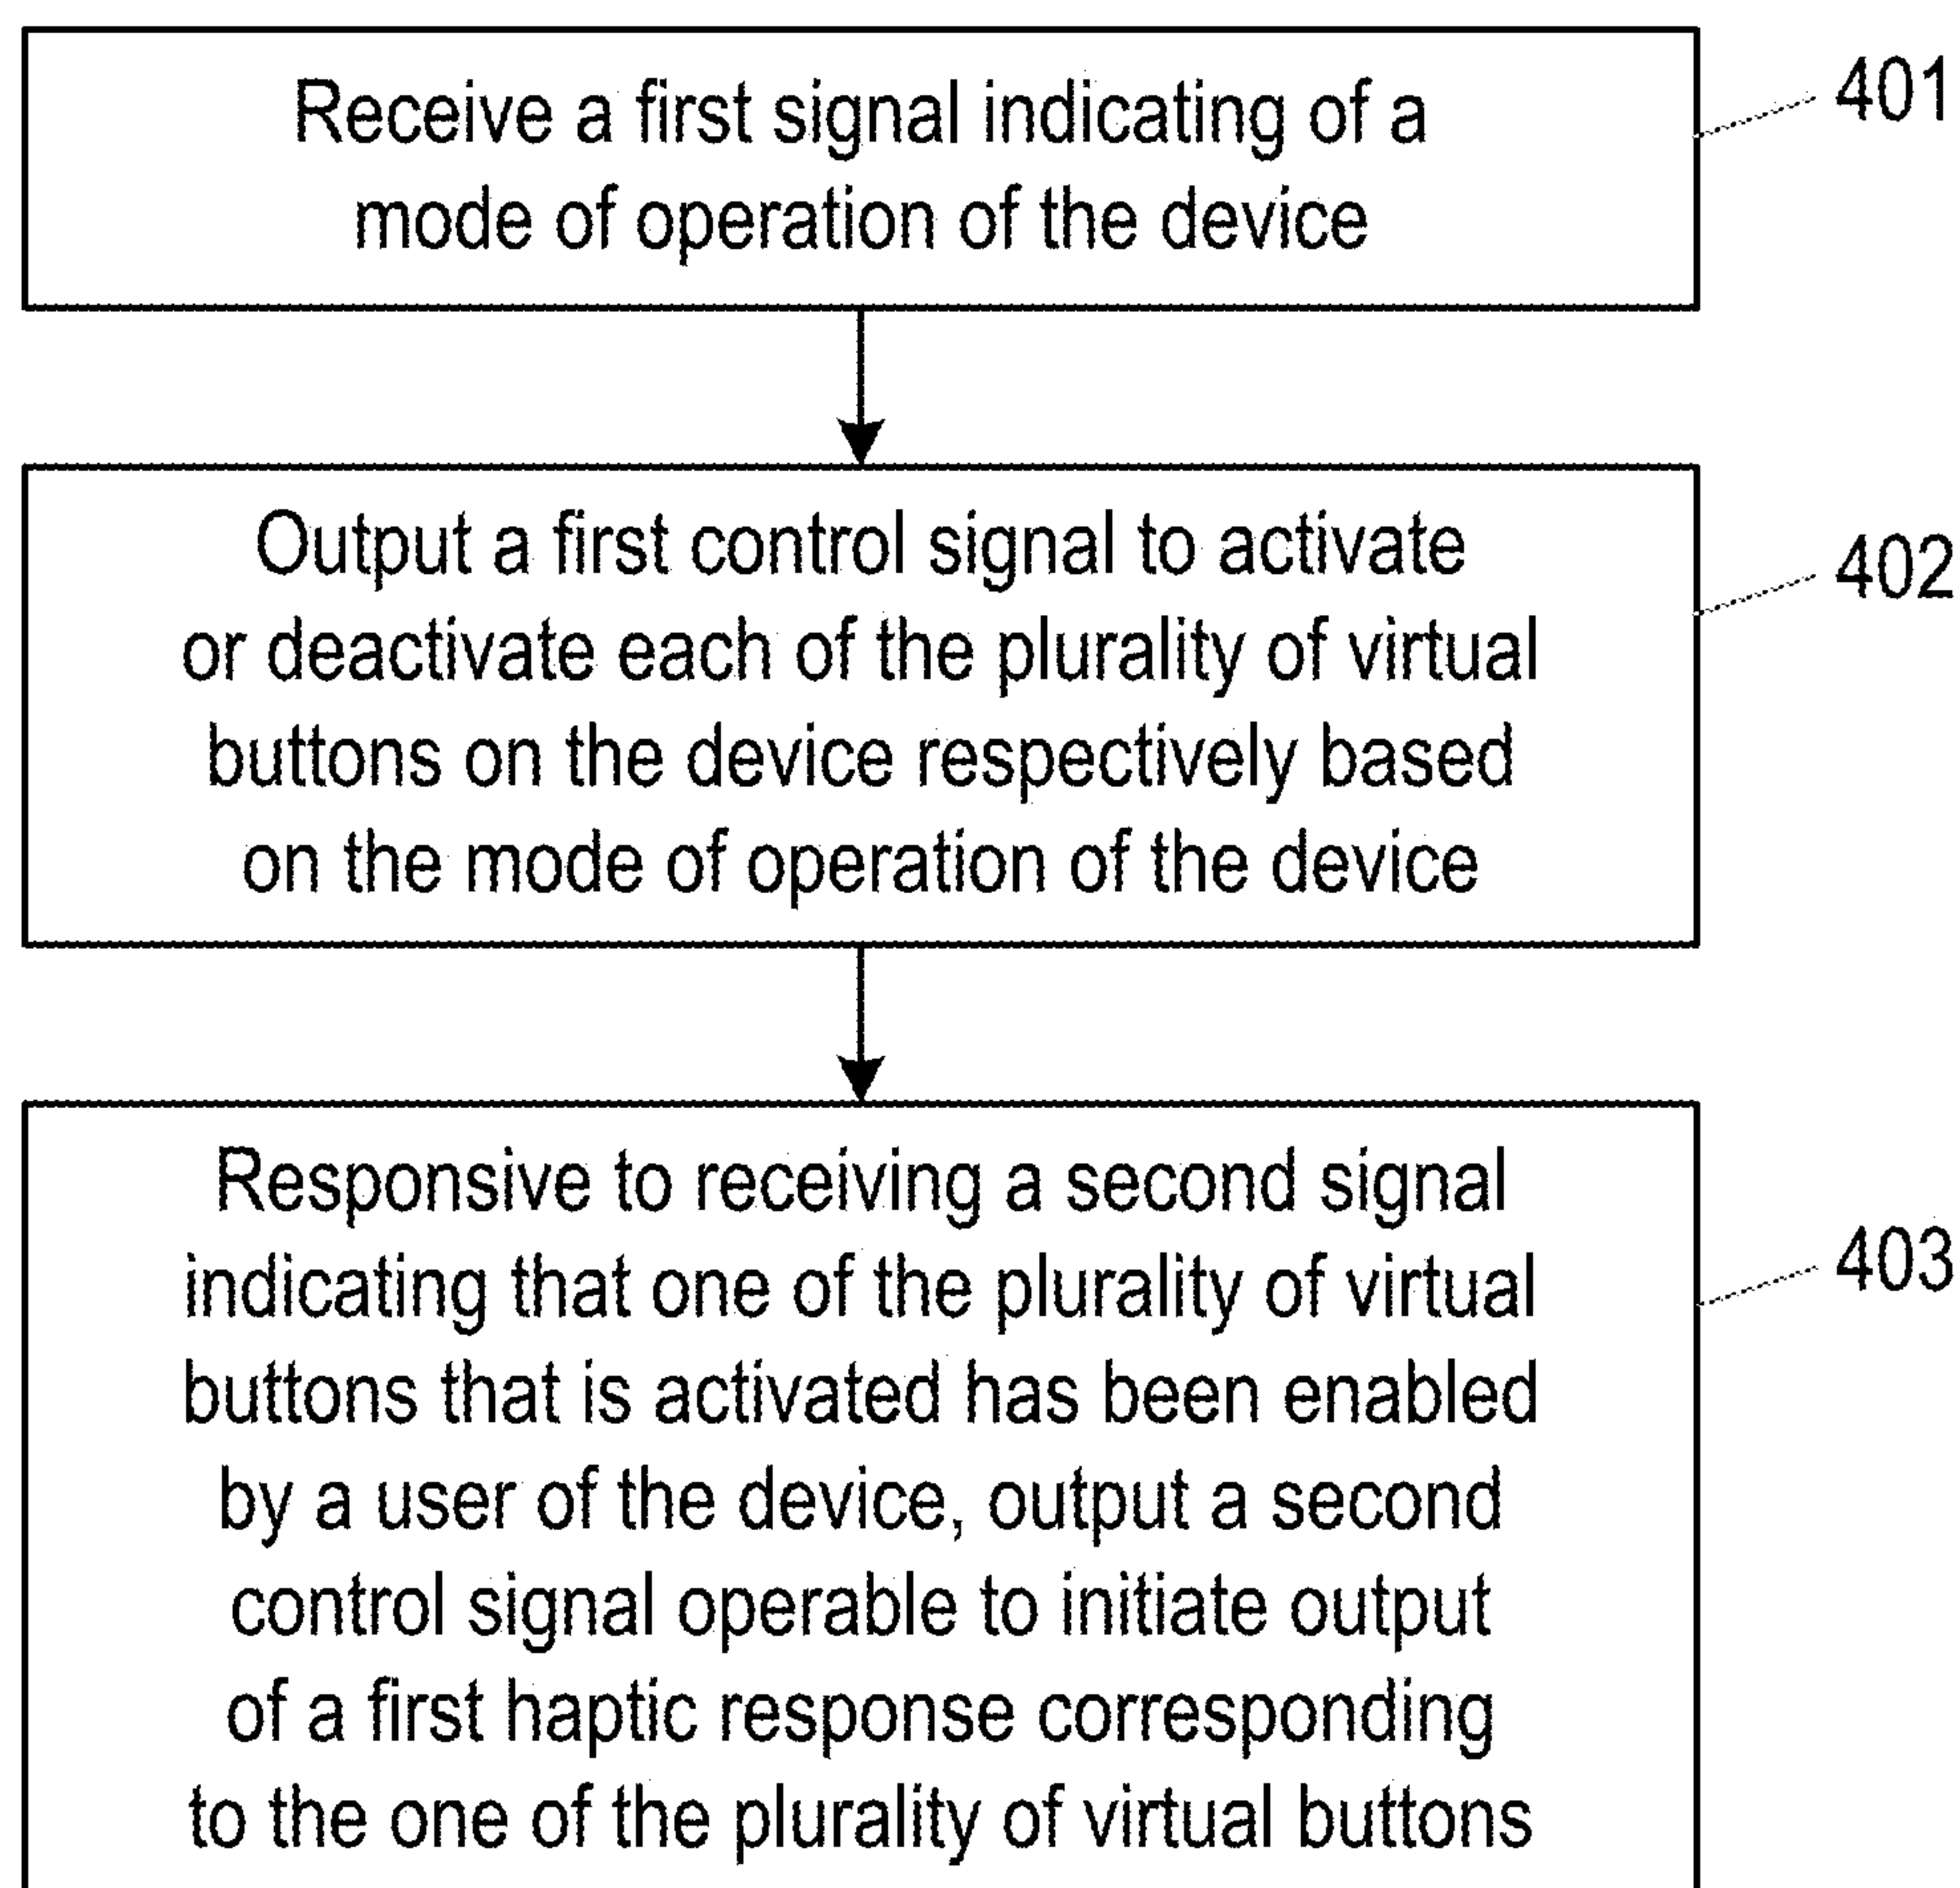 Receive a first signal indicating of a
mode of operation of the device
401
Output a first control signal to activate
or deactivate each of the plurality of virtual
buttons on the device respectively based
on the mode of operation of the device
402
Responsive to receiving a second signal
indicating that one of the plurality of virtual
buttons that is activated has been enabled
by a user of the device, output a second
control signal operable to initiate output
of a first haptic response corresponding
to the one of the plurality of virtual buttons
403